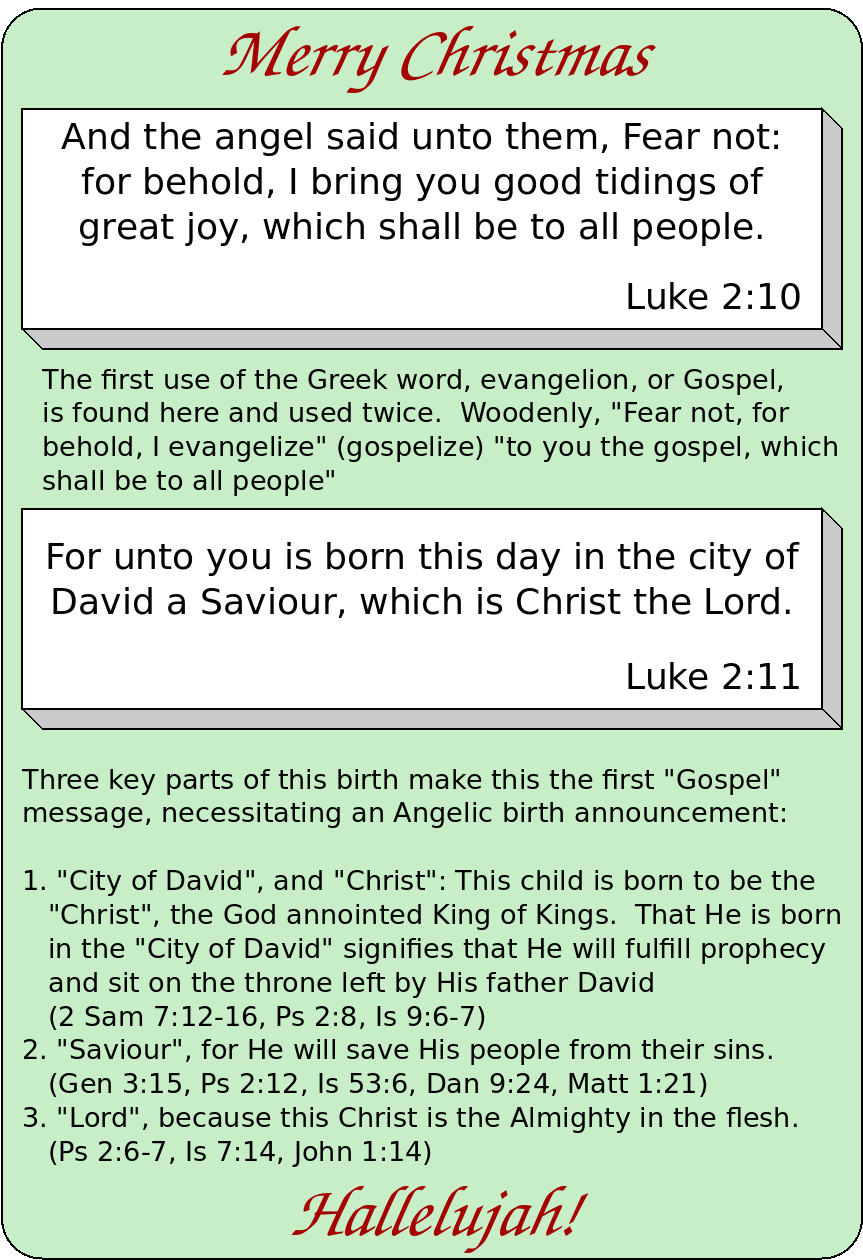 Merry Christmas
And the angel said unto them, Fear not:
for behold, I bring you good tidings of
great joy, which shall be to all people.
Luke 2:10
The first use of the Greek word, evangelion, or Gospel,
is found here and used twice.  Woodenly, "Fear not, for
behold, I evangelize" (gospelize) "to you the gospel, which
shall be to all people"
For unto you is born this day in the city of
David a Saviour, which is Christ the Lord.
Luke 2:11
Three key parts of this birth make this the first "Gospel"
message, necessitating an Angelic birth announcement:
1. "City of David", and "Christ": This child is born to be the
"Christ", the God annointed King of Kings.  That He is born
in the "City of David" signifies that He will fulfill prophecy
and sit on the throne left by His father David
(2 Sam 7:12-16, Ps 2:8, Is 9:6-7)
2. "Saviour", for He will save His people from their sins.
(Gen 3:15, Ps 2:12, Is 53:6, Dan 9:24, Matt 1:21)
3. "Lord", because this Christ is the Almighty in the flesh.
(Ps 2:6-7, Is 7:14, John 1:14)
Hallelujah!